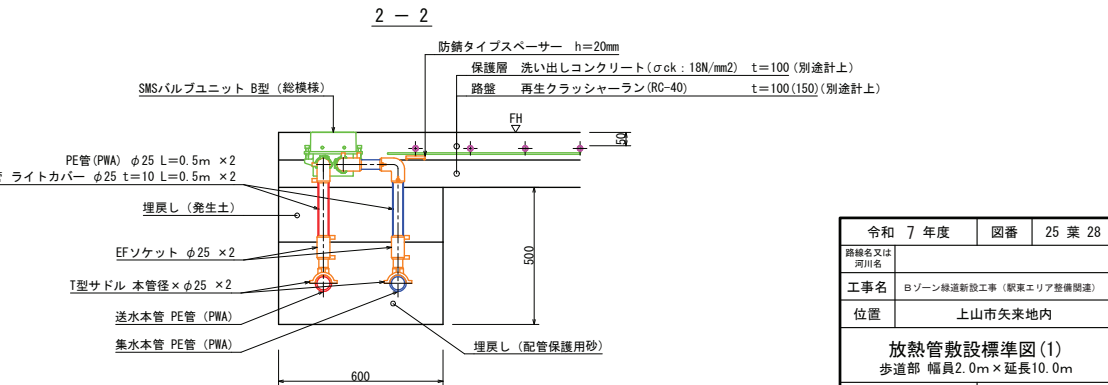 2 － 2
防錆タイプスペーサー h=20mm
保護層 洗い出しコンクリート(σck：18N/mm2) t=100(別途計上)
路盤 再生クラッシャーラン(RC-40) t=100(150)(別途計上)
SMSバルブユニット B型（総模様）
FH
50
PE管(PWA) φ25 L=0.5m ×2
ライトカバー φ25 t=10 L=0.5m ×2
埋戻し（発生土）
EFソケット φ25 ×2
T型サドル 本管径×φ25 ×2
送水本管 PE管（PWA）
集水本管 PE管（PWA）
埋戻し（配管保護用砂）
500
600
令和 7 年度 図番 25 葉 28
路線名又は
河川名
工事名 Bゾーン緑道新設工事（駅東エリア整備関連）
位置 上山市矢来地内
放熱管敷設標準図(1)
歩道部 幅員2.0m×延長10.0m